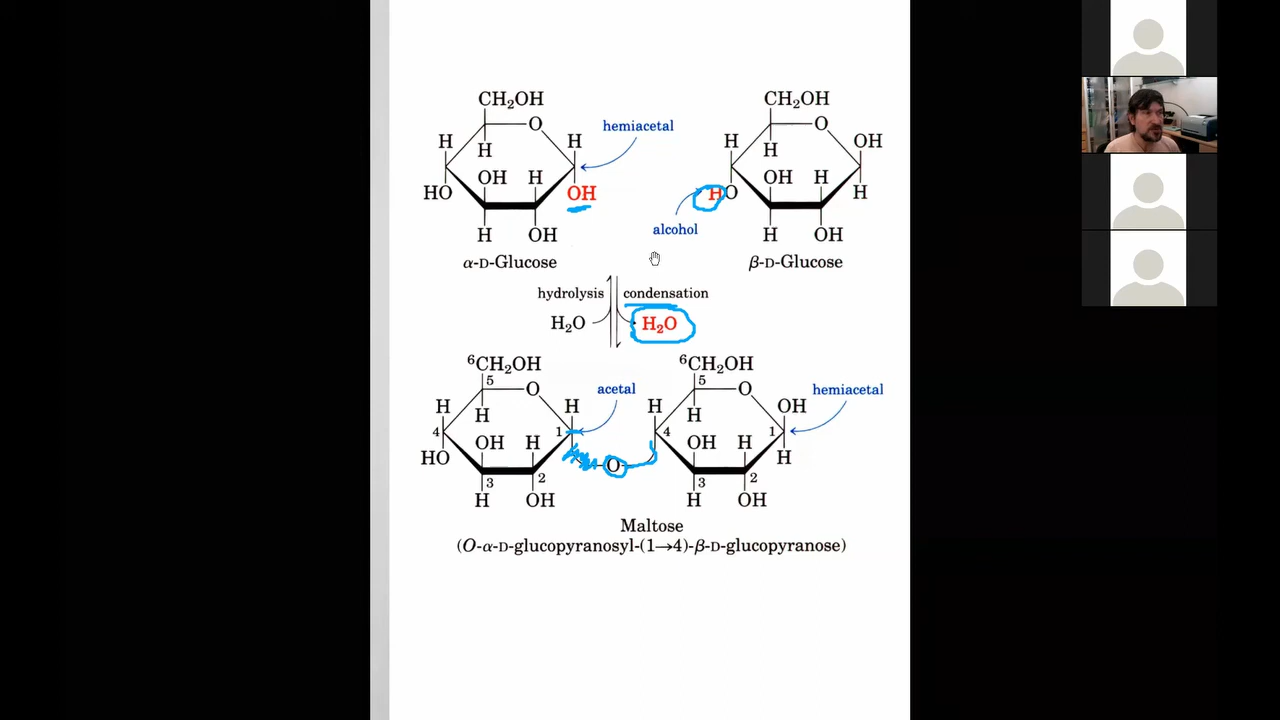 CH₂OH CH₂OH
O hemiacetal O
H H H OH
H H
OH H OH H
HO OH HO H
alcohol
H OH H OH
α-D-Glucose β-D-Glucose
hydrolysis condensation
H₂O H₂O
⁶CH₂OH ⁶CH₂OH
5 O acetal 5 O hemiacetal
H H H OH
H H
4 1 4 1
OH H OH H
HO O H
3 2 3 2
H OH H OH
Maltose
(O-α-D-glucopyranosyl-(1→4)-β-D-glucopyranose)